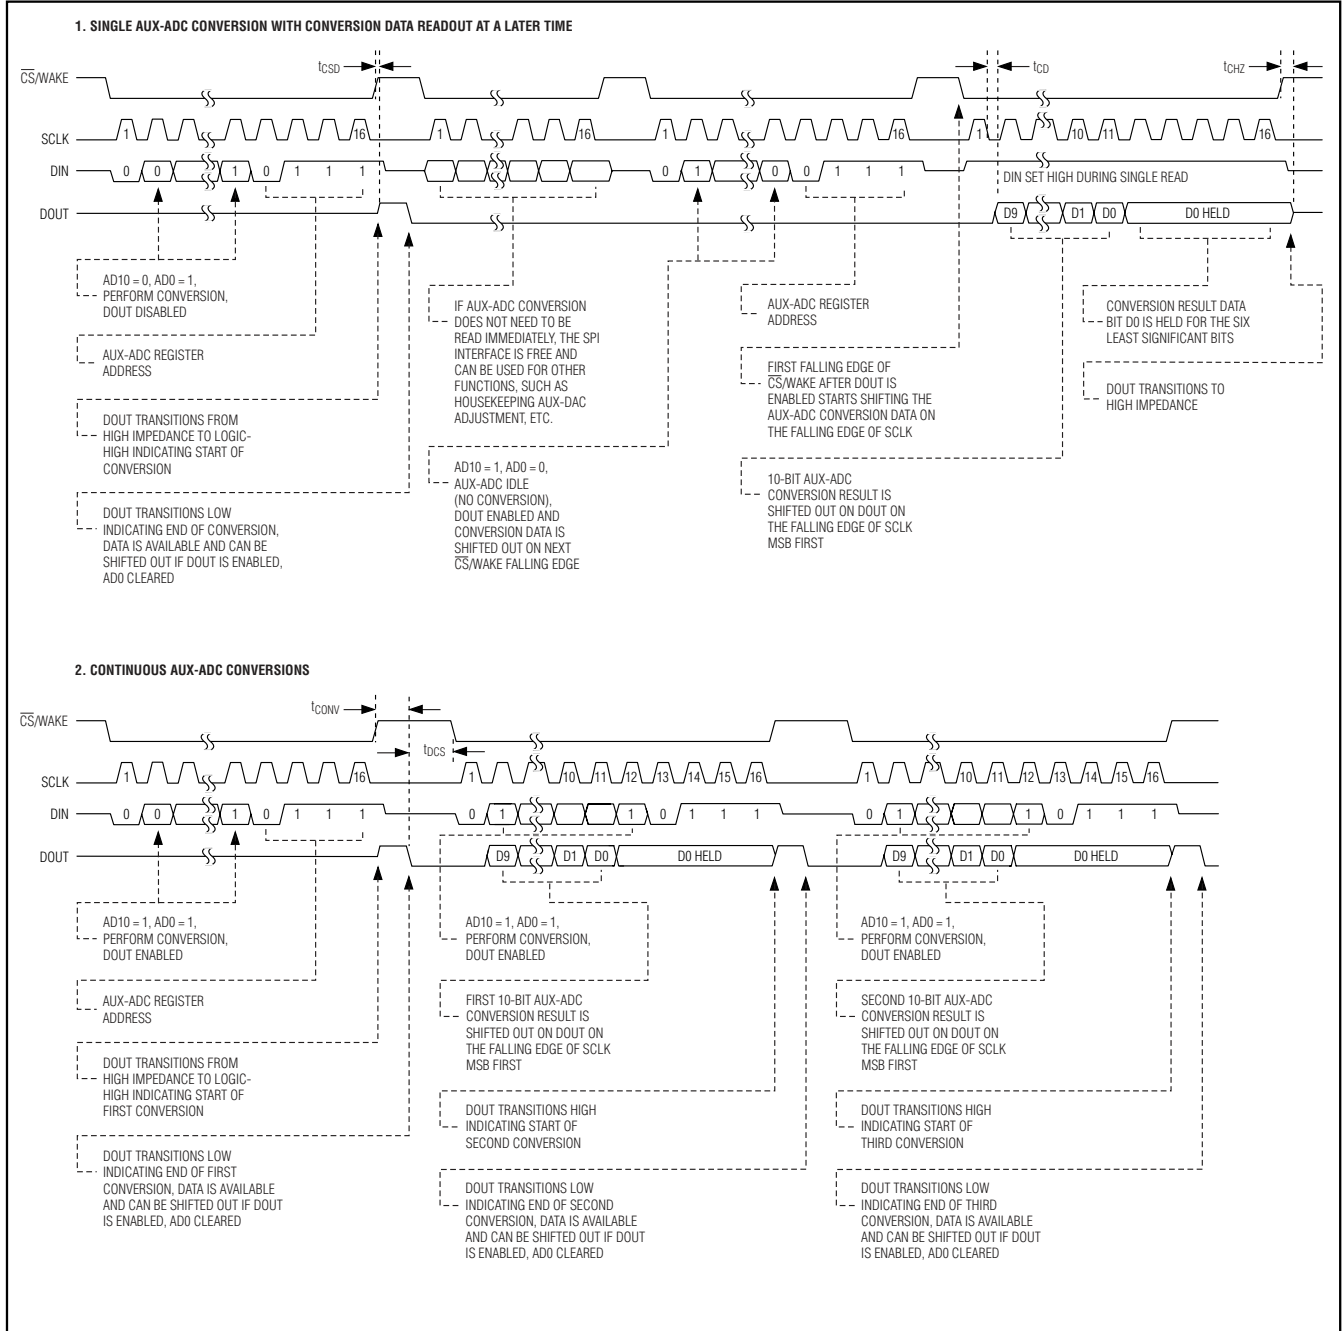 1. SINGLE AUX-ADC CONVERSION WITH CONVERSION DATA READOUT AT A LATER TIME
tCSD
tCD
tCHZ
CS/WAKE
SCLK
1
16
1
16
1
16
1
10
11
16
DIN
0
0
1
0
1
1
1
0
1
0
0
1
1
1
DIN SET HIGH DURING SINGLE READ
DOUT
D9
D1
D0
D0 HELD
AD10 = 0, AD0 = 1,
PERFORM CONVERSION,
DOUT DISABLED
AUX-ADC REGISTER
ADDRESS
DOUT TRANSITIONS FROM
HIGH IMPEDANCE TO LOGIC-
HIGH INDICATING START OF
CONVERSION
DOUT TRANSITIONS LOW
INDICATING END OF CONVERSION,
DATA IS AVAILABLE AND CAN BE
SHIFTED OUT IF DOUT IS ENABLED,
AD0 CLEARED
IF AUX-ADC CONVERSION
DOES NOT NEED TO BE
READ IMMEDIATELY, THE SPI
INTERFACE IS FREE AND
CAN BE USED FOR OTHER
FUNCTIONS, SUCH AS
HOUSEKEEPING AUX-DAC
ADJUSTMENT, ETC.
AD10 = 1, AD0 = 0,
AUX-ADC IDLE
(NO CONVERSION),
DOUT ENABLED AND
CONVERSION DATA IS
SHIFTED OUT ON NEXT
CS/WAKE FALLING EDGE
AUX-ADC REGISTER
ADDRESS
FIRST FALLING EDGE OF
CS/WAKE AFTER DOUT IS
ENABLED STARTS SHIFTING THE
AUX-ADC CONVERSION DATA ON
THE FALLING EDGE OF SCLK
10-BIT AUX-ADC
CONVERSION RESULT IS
SHIFTED OUT ON DOUT ON
THE FALLING EDGE OF SCLK
MSB FIRST
CONVERSION RESULT DATA
BIT D0 IS HELD FOR THE SIX
LEAST SIGNIFICANT BITS
DOUT TRANSITIONS TO
HIGH IMPEDANCE
2. CONTINUOUS AUX-ADC CONVERSIONS
tCONV
CS/WAKE
tDCS
SCLK
1
16
1
10
11
12
13
14
15
16
1
10
11
12
13
14
15
16
DIN
0
0
1
0
1
1
1
0
1
1
0
1
1
1
0
1
1
0
1
1
1
DOUT
D9
D1
D0
D0 HELD
D9
D1
D0
D0 HELD
AD10 = 1, AD0 = 1,
PERFORM CONVERSION,
DOUT ENABLED
AUX-ADC REGISTER
ADDRESS
DOUT TRANSITIONS FROM
HIGH IMPEDANCE TO LOGIC-
HIGH INDICATING START OF
FIRST CONVERSION
DOUT TRANSITIONS LOW
INDICATING END OF FIRST
CONVERSION, DATA IS AVAILABLE
AND CAN BE SHIFTED OUT IF DOUT
IS ENABLED, AD0 CLEARED
AD10 = 1, AD0 = 1,
PERFORM CONVERSION,
DOUT ENABLED
FIRST 10-BIT AUX-ADC
CONVERSION RESULT IS
SHIFTED OUT ON DOUT ON
THE FALLING EDGE OF SCLK
MSB FIRST
DOUT TRANSITIONS HIGH
INDICATING START OF
SECOND CONVERSION
DOUT TRANSITIONS LOW
INDICATING END OF SECOND
CONVERSION, DATA IS AVAILABLE
AND CAN BE SHIFTED OUT IF DOUT
IS ENABLED, AD0 CLEARED
AD10 = 1, AD0 = 1,
PERFORM CONVERSION,
DOUT ENABLED
SECOND 10-BIT AUX-ADC
CONVERSION RESULT IS
SHIFTED OUT ON DOUT ON
THE FALLING EDGE OF SCLK
MSB FIRST
DOUT TRANSITIONS HIGH
INDICATING START OF
THIRD CONVERSION
DOUT TRANSITIONS LOW
INDICATING END OF THIRD
CONVERSION, DATA IS AVAILABLE
AND CAN BE SHIFTED OUT IF DOUT
IS ENABLED, AD0 CLEARED